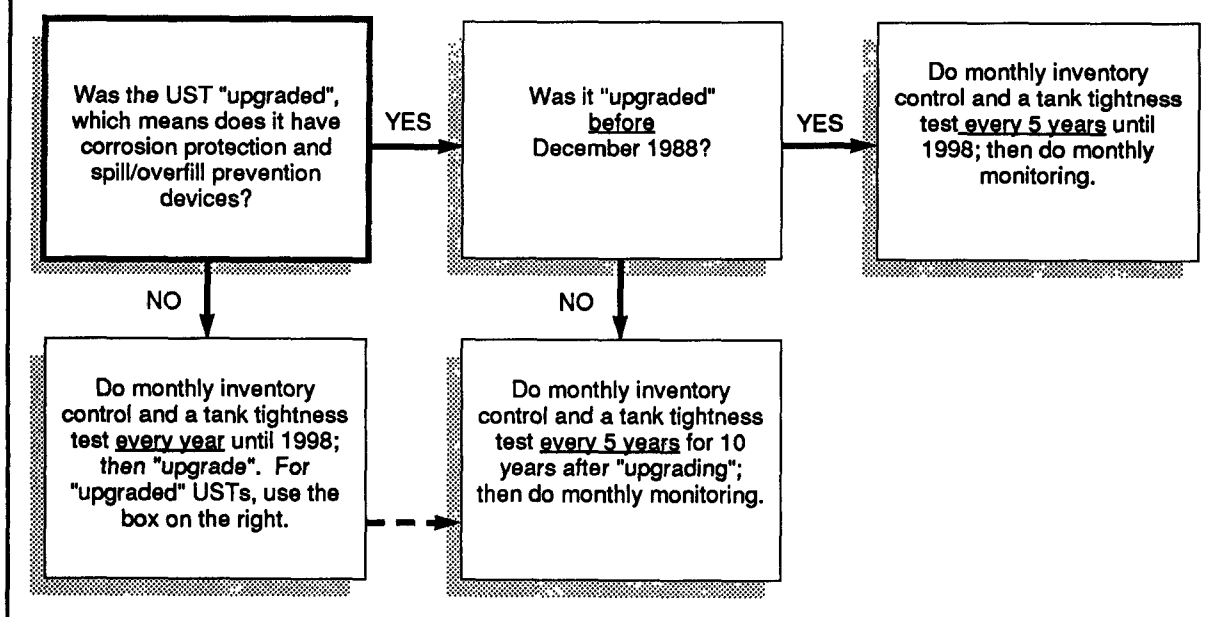 Was the UST "upgraded",
which means does it have
corrosion protection and
spill/overfill prevention
devices?
YES
Was it "upgraded"
before
December 1988?
YES
Do monthly inventory
control and a tank tightness
test every 5 years until
1998; then do monthly
monitoring.
NO
NO
Do monthly inventory
control and a tank tightness
test every year until 1998;
then "upgrade". For
"upgraded" USTs, use the
box on the right.
Do monthly inventory
control and a tank tightness
test every 5 years for 10
years after "upgrading";
then do monthly monitoring.